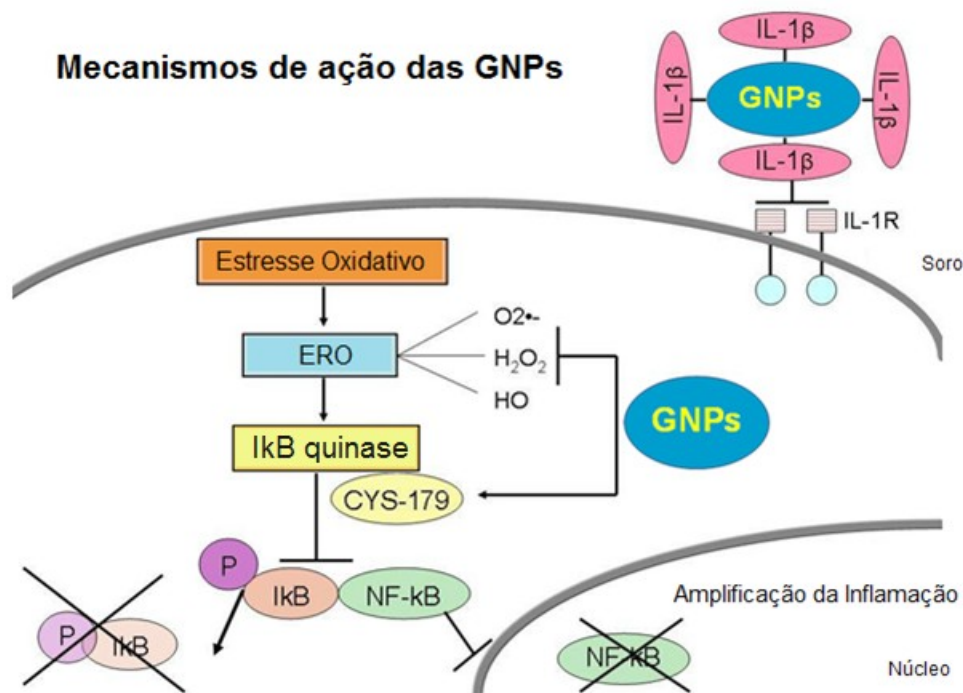 Mecanismos de ação das GNPs
IL-1β
IL-1β
GNPs
IL-1β
IL-1β
IL-1R
Soro
Estresse Oxidativo
ERO
O2•-
H₂O₂
HO
GNPs
IkB quinase
CYS-179
P
IkB
NF-kB
P
IkB
Amplificação da Inflamação
NF-kB
Núcleo